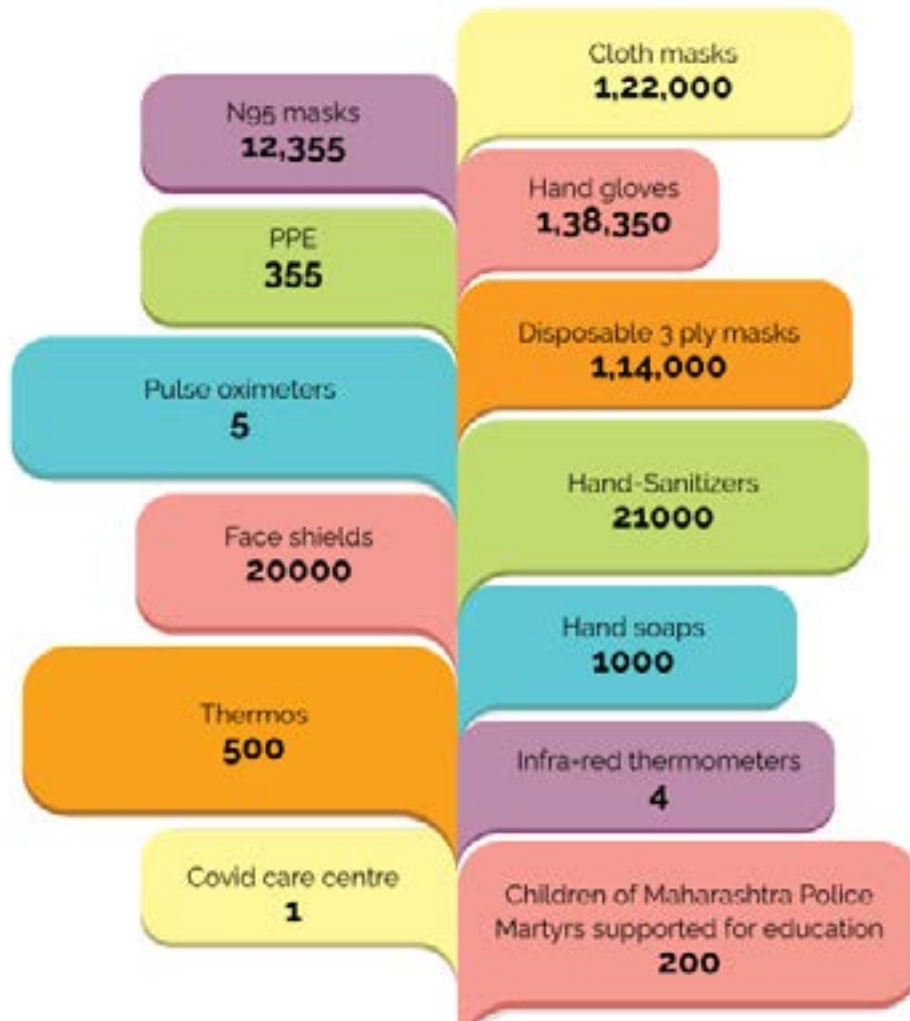 Cloth masks
1,22,000
N95 masks
12,355
Hand gloves
1,38,350
PPE
355
Disposable 3 ply masks
1,14,000
Pulse oximeters
5
Hand-Sanitizers
21000
Face shields
20000
Hand soaps
1000
Thermos
500
Infra-red thermometers
4
Covid care centre
1
Children of Maharashtra Police
Martyrs supported for education
200